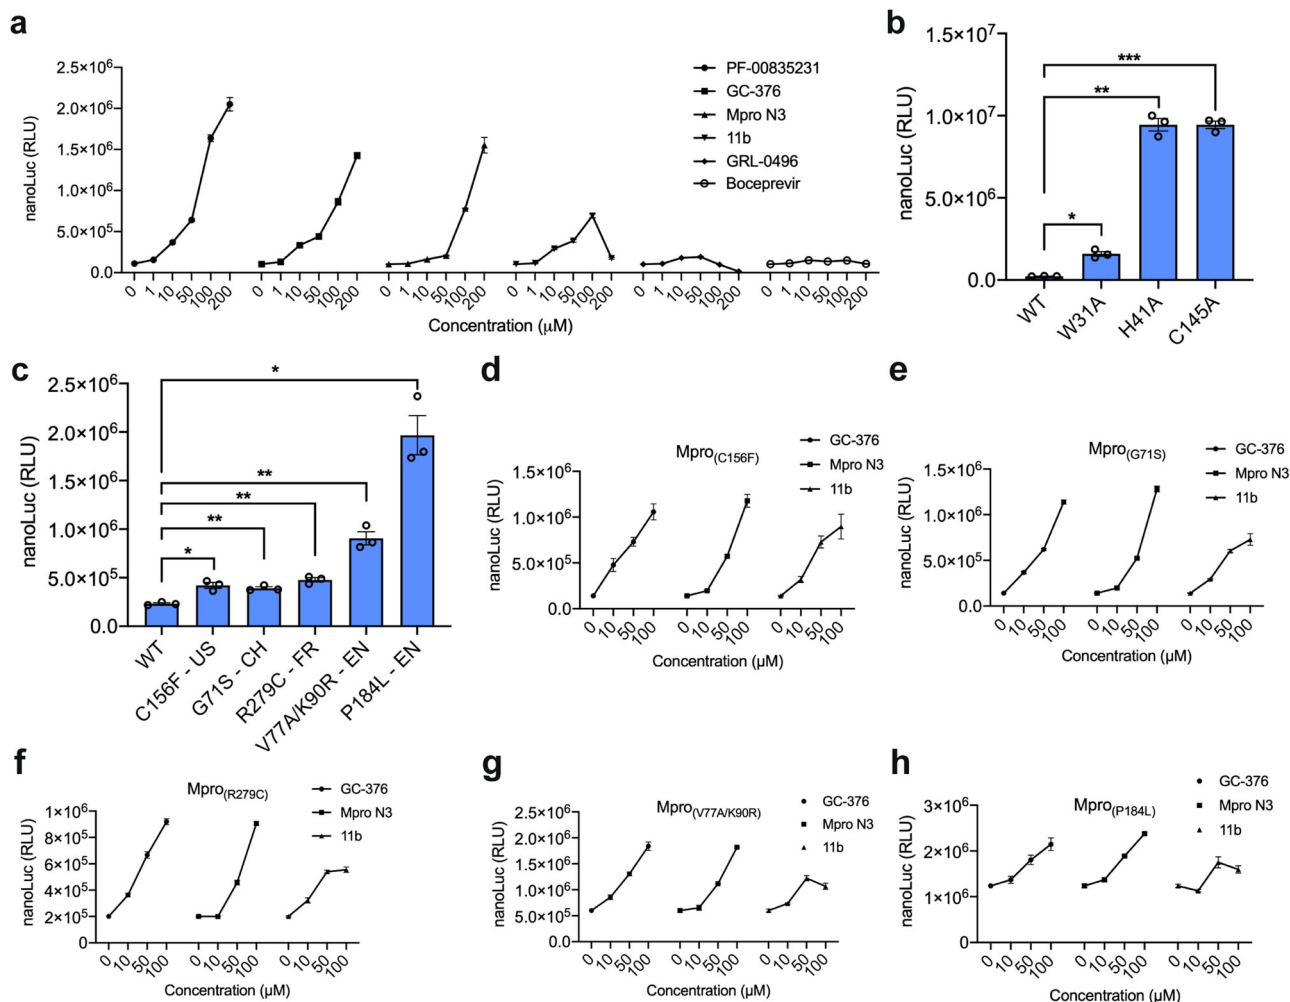 a
nanoLuc (RLU)
2.5×10⁶
2.0×10⁶
1.5×10⁶
1.0×10⁶
5.0×10⁵
0.0
0 1 10 50 100 200 0 1 10 50 100 200 0 1 10 50 100 200 0 1 10 50 100 200 0 1 10 50 100 200 0 1 10 50 100 200
Concentration (μM)
PF-00835231
GC-376
Mpro N3
11b
GRL-0496
Boceprevir
b
nanoLuc (RLU)
1.5×10⁷
1.0×10⁷
5.0×10⁶
0.0
***
**
*
WT W31A H41A C145A
c
nanoLuc (RLU)
2.5×10⁶
2.0×10⁶
1.5×10⁶
1.0×10⁶
5.0×10⁵
0.0
*
**
**
**
*
WT C156F - US G71S - CH R279C - FR V77A/K90R - EN P184L - EN
d
Mpro(C156F)
GC-376
Mpro N3
11b
nanoLuc (RLU)
1.5×10⁶
1.0×10⁶
5.0×10⁵
0.0
0 10 50 100 0 10 50 100 0 10 50 100
Concentration (µM)
e
Mpro(G71S)
GC-376
Mpro N3
11b
nanoLuc (RLU)
1.5×10⁶
1.0×10⁶
5.0×10⁵
0.0
0 10 50 100 0 10 50 100 0 10 50 100
Concentration (µM)
f
Mpro(R279C)
GC-376
Mpro N3
11b
nanoLuc (RLU)
1×10⁶
8×10⁵
6×10⁵
4×10⁵
2×10⁵
0
0 10 50 100 0 10 50 100 0 10 50 100
Concentration (µM)
g
Mpro(V77A/K90R)
GC-376
Mpro N3
11b
nanoLuc (RLU)
2.5×10⁶
2.0×10⁶
1.5×10⁶
1.0×10⁶
5.0×10⁵
0.0
0 10 50 100 0 10 50 100 0 10 50 100
Concentration (µM)
h
Mpro(P184L)
GC-376
Mpro N3
11b
nanoLuc (RLU)
3×10⁶
2×10⁶
1×10⁶
0
0 10 50 100 0 10 50 100 0 10 50 100
Concentration (µM)